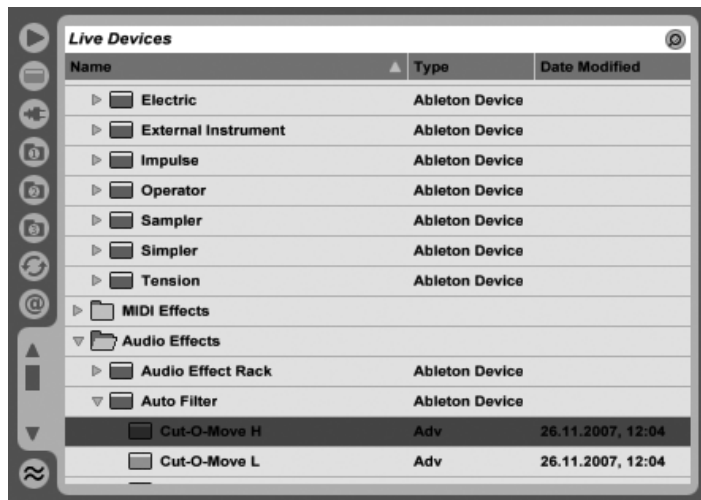 Live Devices
Name Type Date Modified
Electric Ableton Device
External Instrument Ableton Device
Impulse Ableton Device
Operator Ableton Device
Sampler Ableton Device
Simpler Ableton Device
Tension Ableton Device
MIDI Effects
Audio Effects
Audio Effect Rack Ableton Device
Auto Filter Ableton Device
Cut-O-Move H Adv 26.11.2007, 12:04
Cut-O-Move L Adv 26.11.2007, 12:04
1
2
3
@